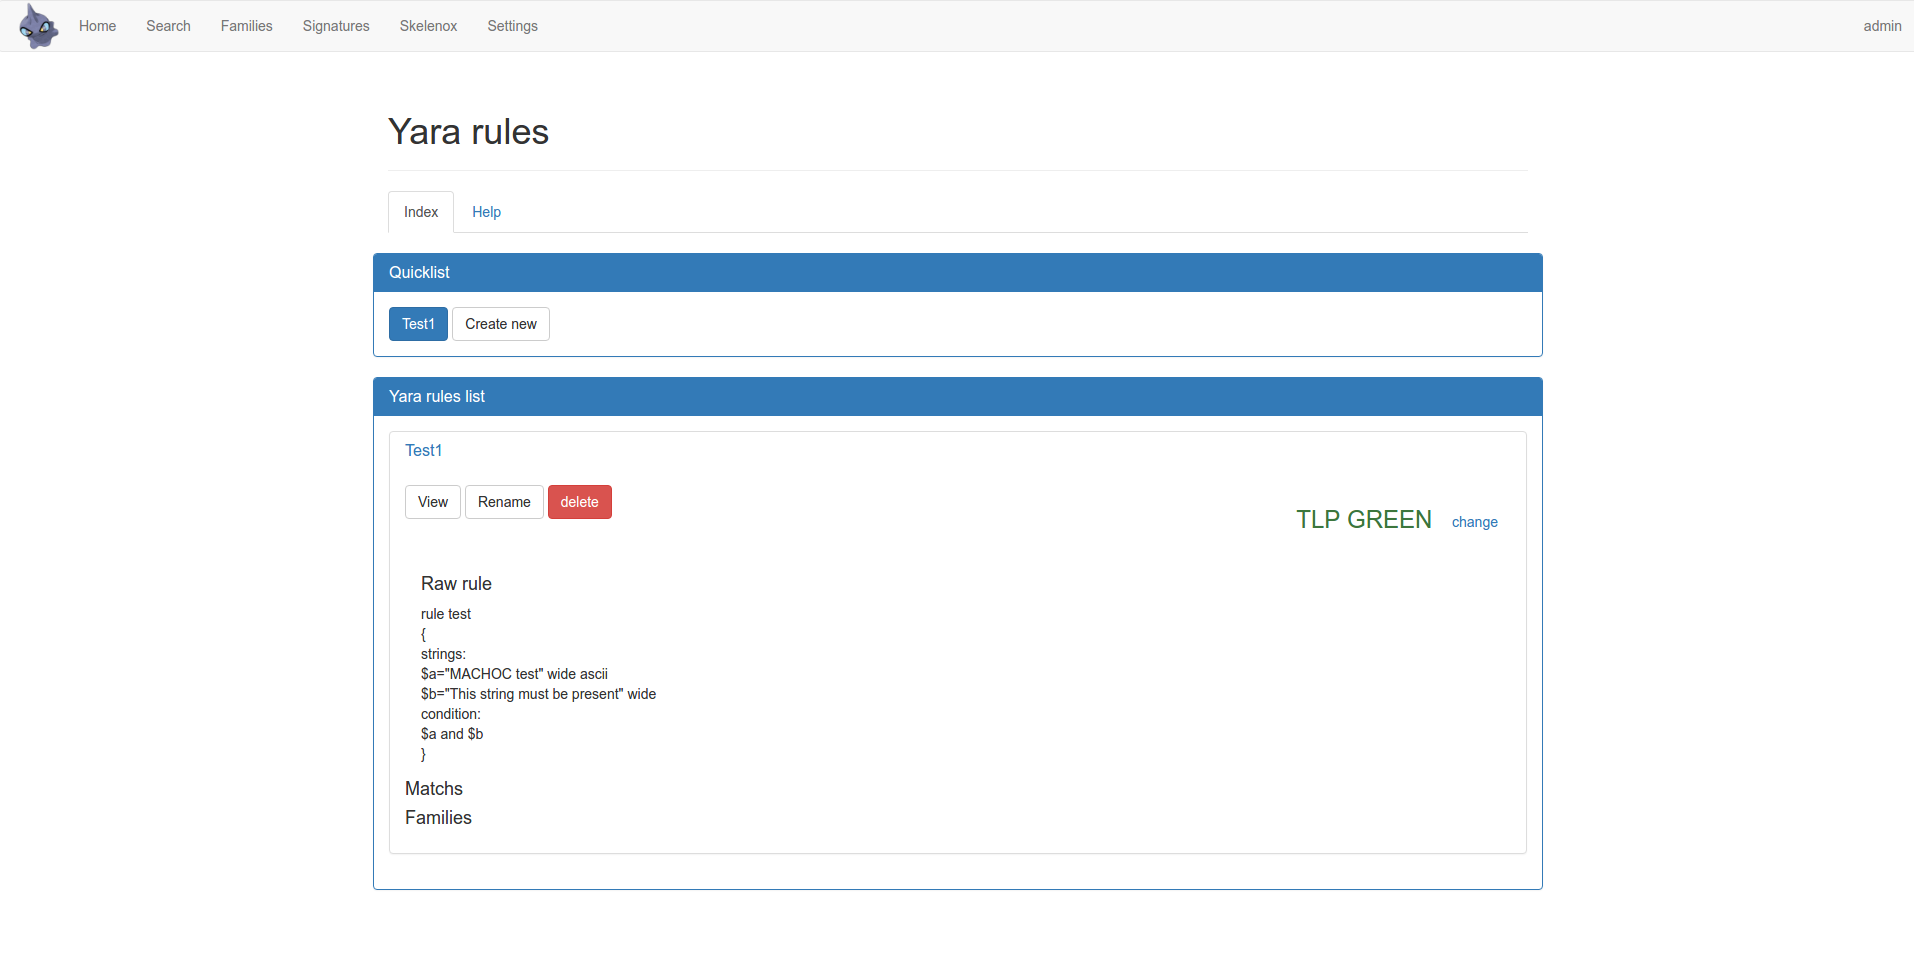 Home Search Families Signatures Skelenox Settings admin
Yara rules
Index Help
Quicklist
Test1 Create new
Yara rules list
Test1
View Rename delete
TLP GREEN change
Raw rule
rule test
{
strings:
$a="MACHOC test" wide ascii
$b="This string must be present" wide
condition:
$a and $b
}
Matchs
Families